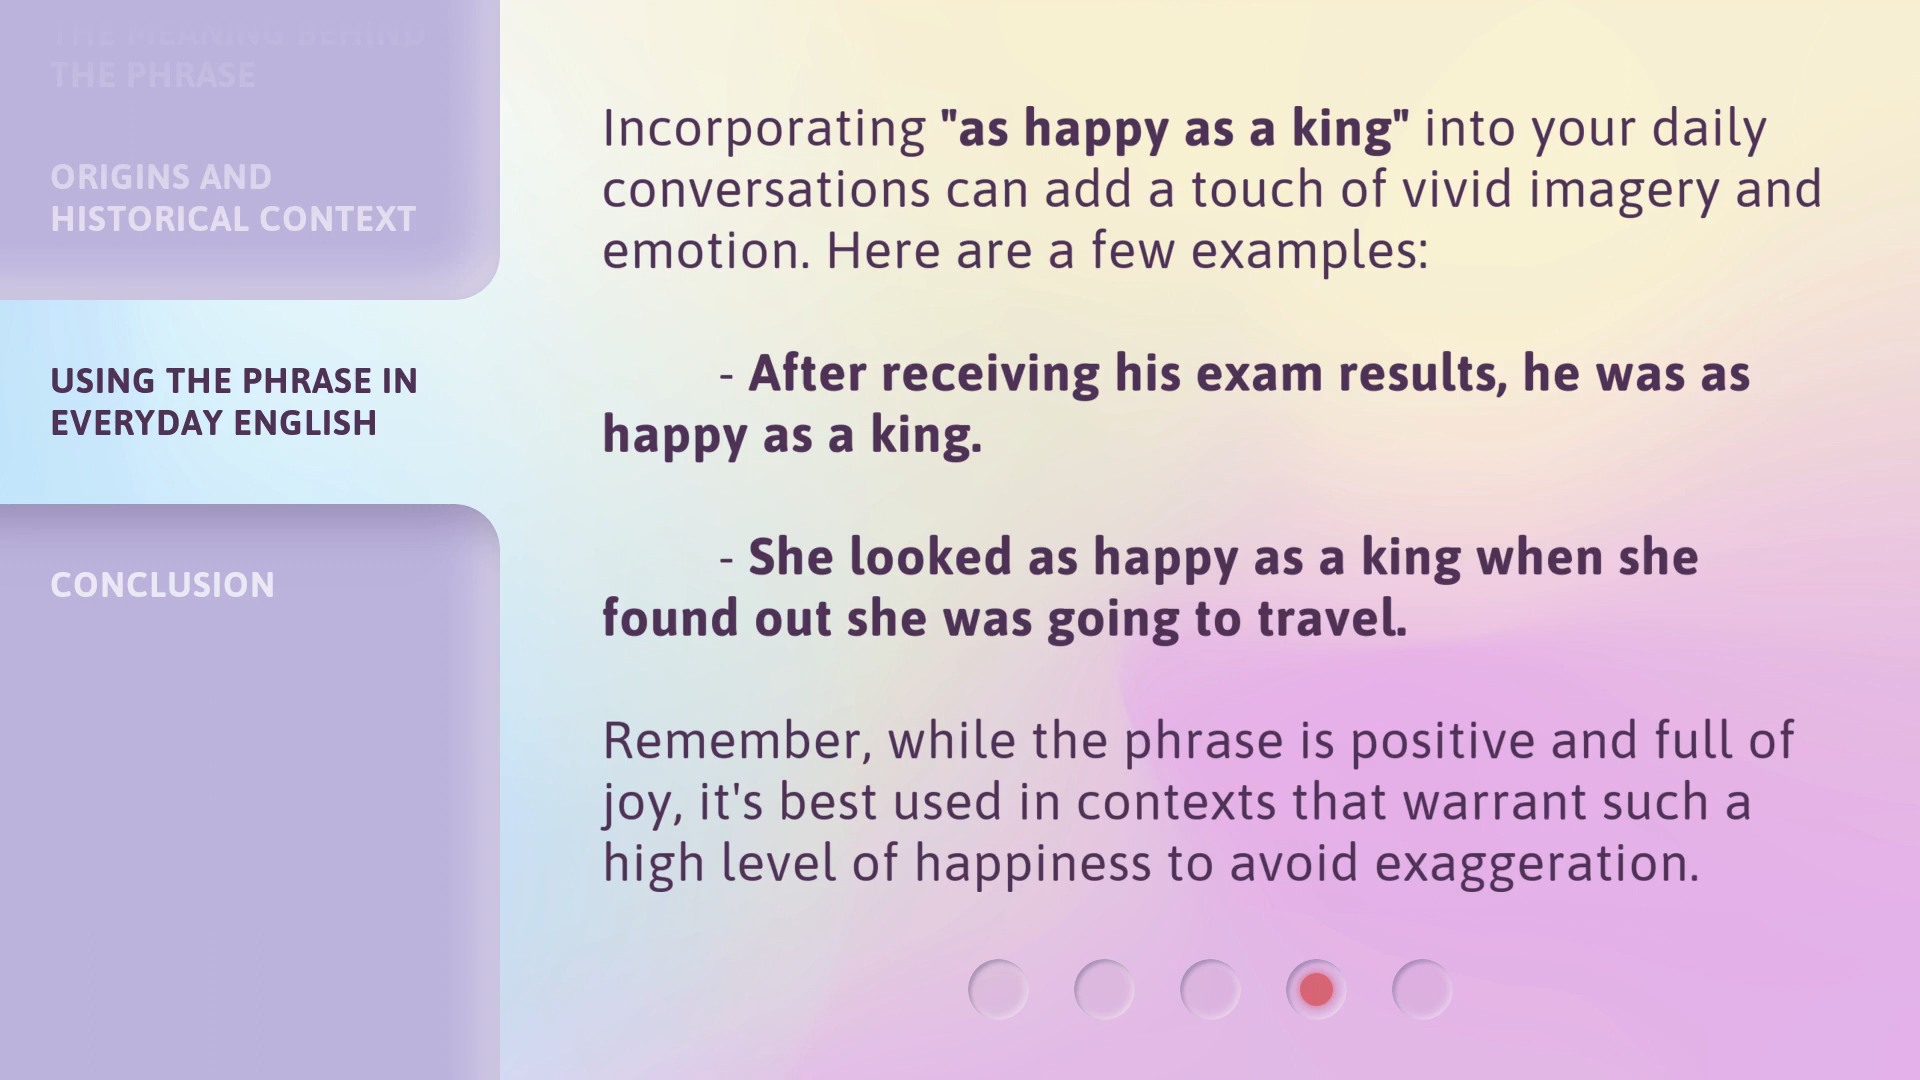 THE MEANING BEHIND
THE PHRASE
ORIGINS AND
HISTORICAL CONTEXT
USING THE PHRASE IN
EVERYDAY ENGLISH
CONCLUSION
Incorporating "as happy as a king" into your daily
conversations can add a touch of vivid imagery and
emotion. Here are a few examples:
- After receiving his exam results, he was as
happy as a king.
- She looked as happy as a king when she
found out she was going to travel.
Remember, while the phrase is positive and full of
joy, it's best used in contexts that warrant such a
high level of happiness to avoid exaggeration.